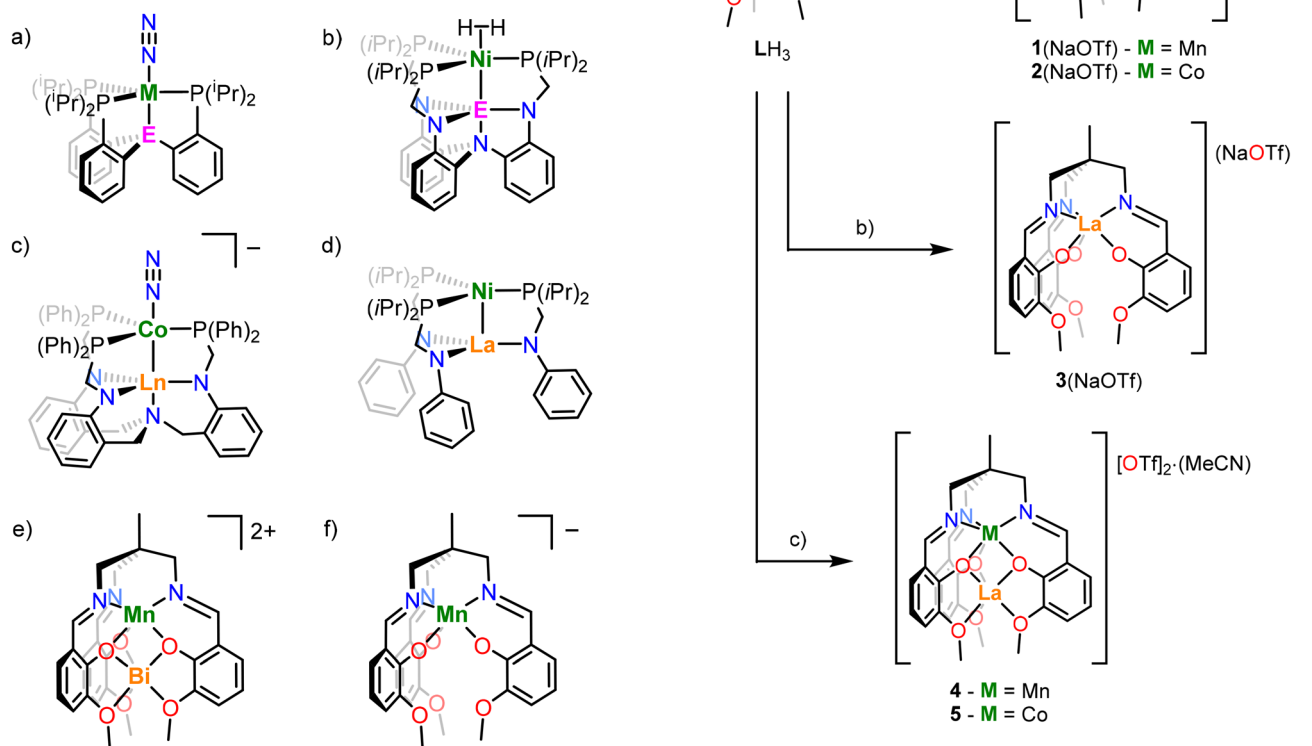 a)
N
N
(iPr)2P
(iPr)2P
M
P(iPr)2
E
b)
H-H
(iPr)2P
(iPr)2P
Ni
P(iPr)2
N
N
E
N
N
c)
–
N
N
(Ph)2P
(Ph)2P
Co
P(Ph)2
N
N
Ln
N
N
d)
(iPr)2P
(iPr)2P
Ni
P(iPr)2
N
N
La
N
e)
2+
N
N
N
Mn
O
O
O
Bi
O
O
O
f)
–
N
N
N
Mn
O
O
O
O
O
O
LH3
1(NaOTf) - M = Mn
2(NaOTf) - M = Co
b)
(NaOTf)
N
N
N
La
O
O
O
O
O
O
3(NaOTf)
c)
[OTf]2·(MeCN)
N
N
N
M
O
O
O
La
O
O
O
4 - M = Mn
5 - M = Co